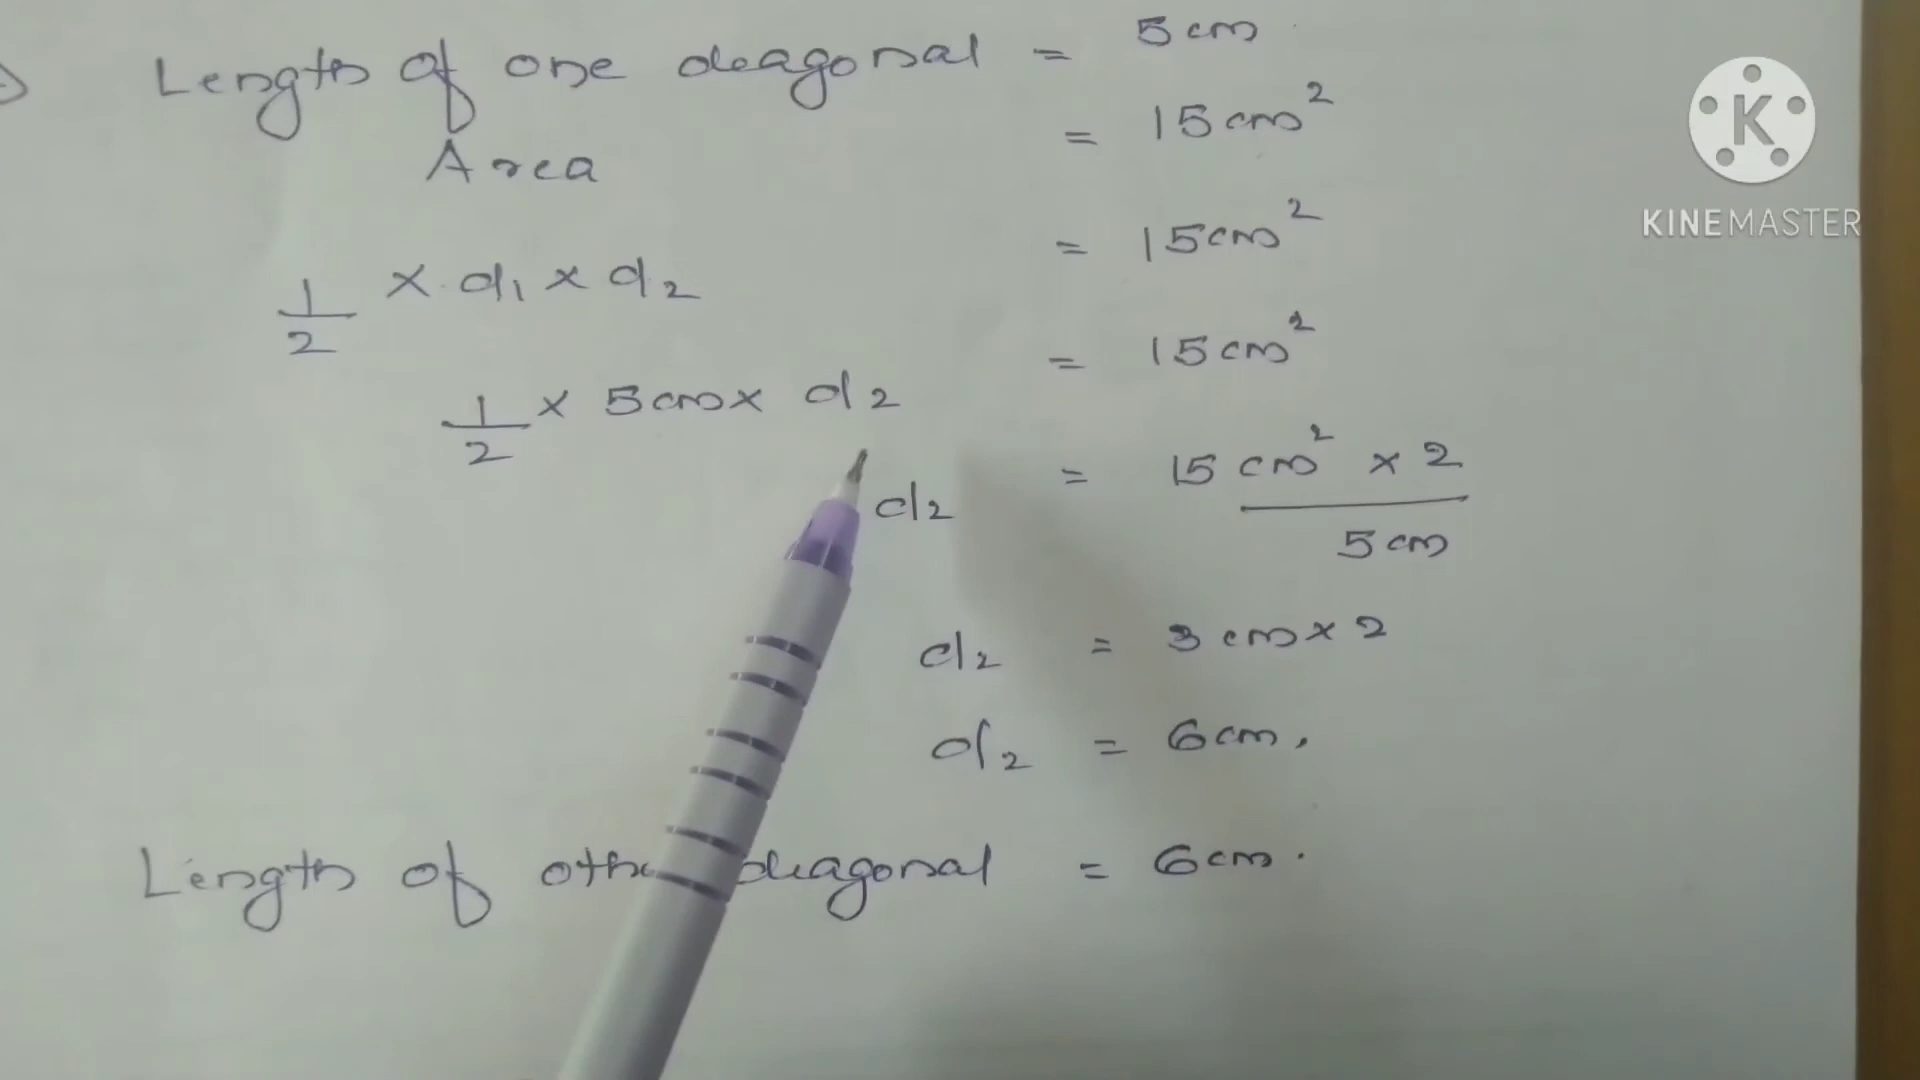 Length of one diagonal = 5cm
Area = 15cm²
1/2 × d1 × d2 = 15cm²
1/2 × 5cm × d2 = 15cm²
d2 = 15cm² × 2 / 5cm
d2 = 3cm × 2
d2 = 6cm.
Length of diagonal = 6cm.
K
KINEMASTER